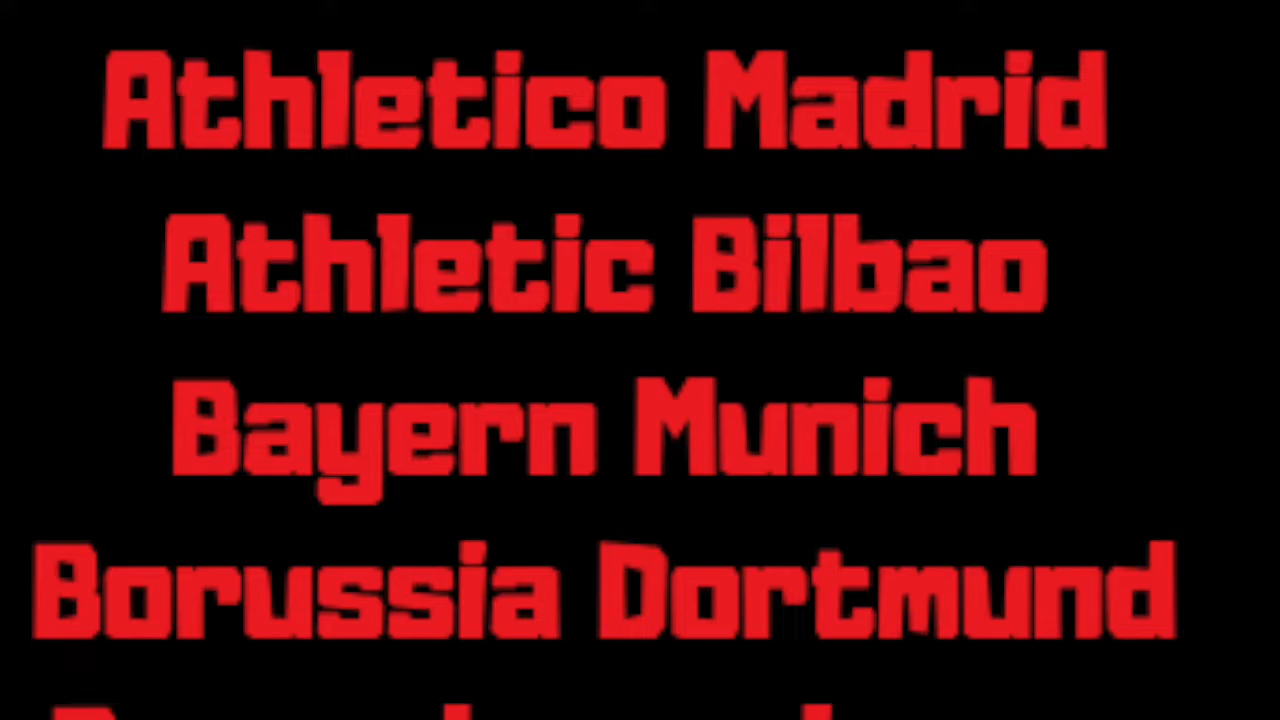 Athletico Madrid
Athletic Bilbao
Bayern Munich
Borussia Dortmund